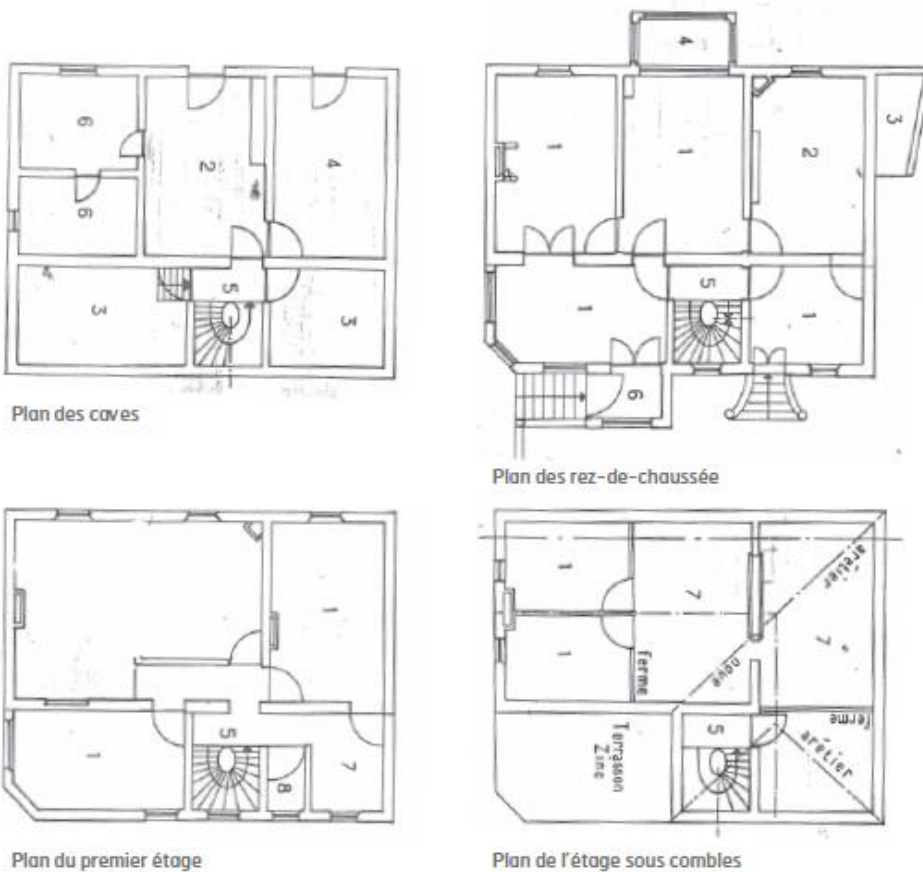 6
2
4
6
3
5
3
Plan des caves
4
1
1
2
3
1
5
1
6
Plan des rez-de-chaussée
1
1
5
8
7
Plan du premier étage
1
7
arêtier
7
1
ferme
noue
ferme
5
arêtier
Terrasson
Zinc
Plan de l'étage sous combles